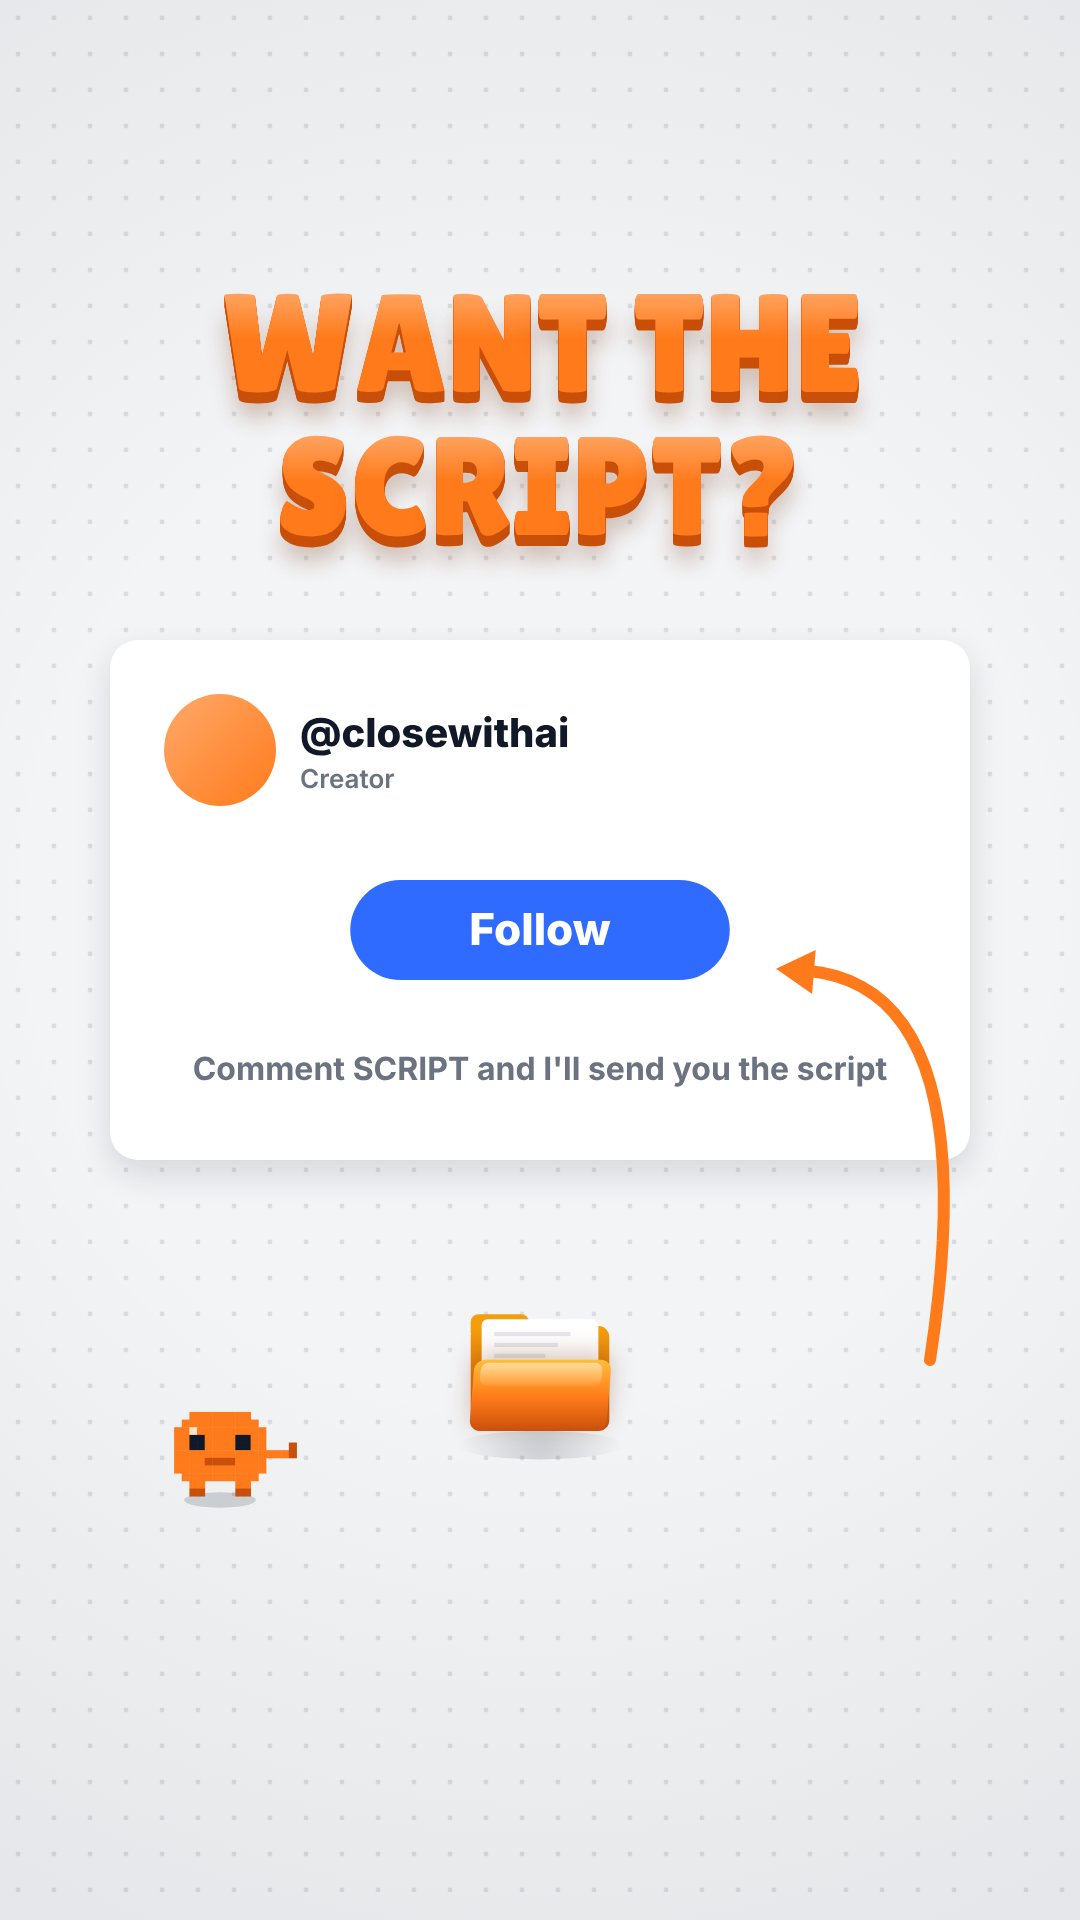 WANT THE
SCRIPT?
@closewithai
Creator
Follow
Comment SCRIPT and I'll send you the script